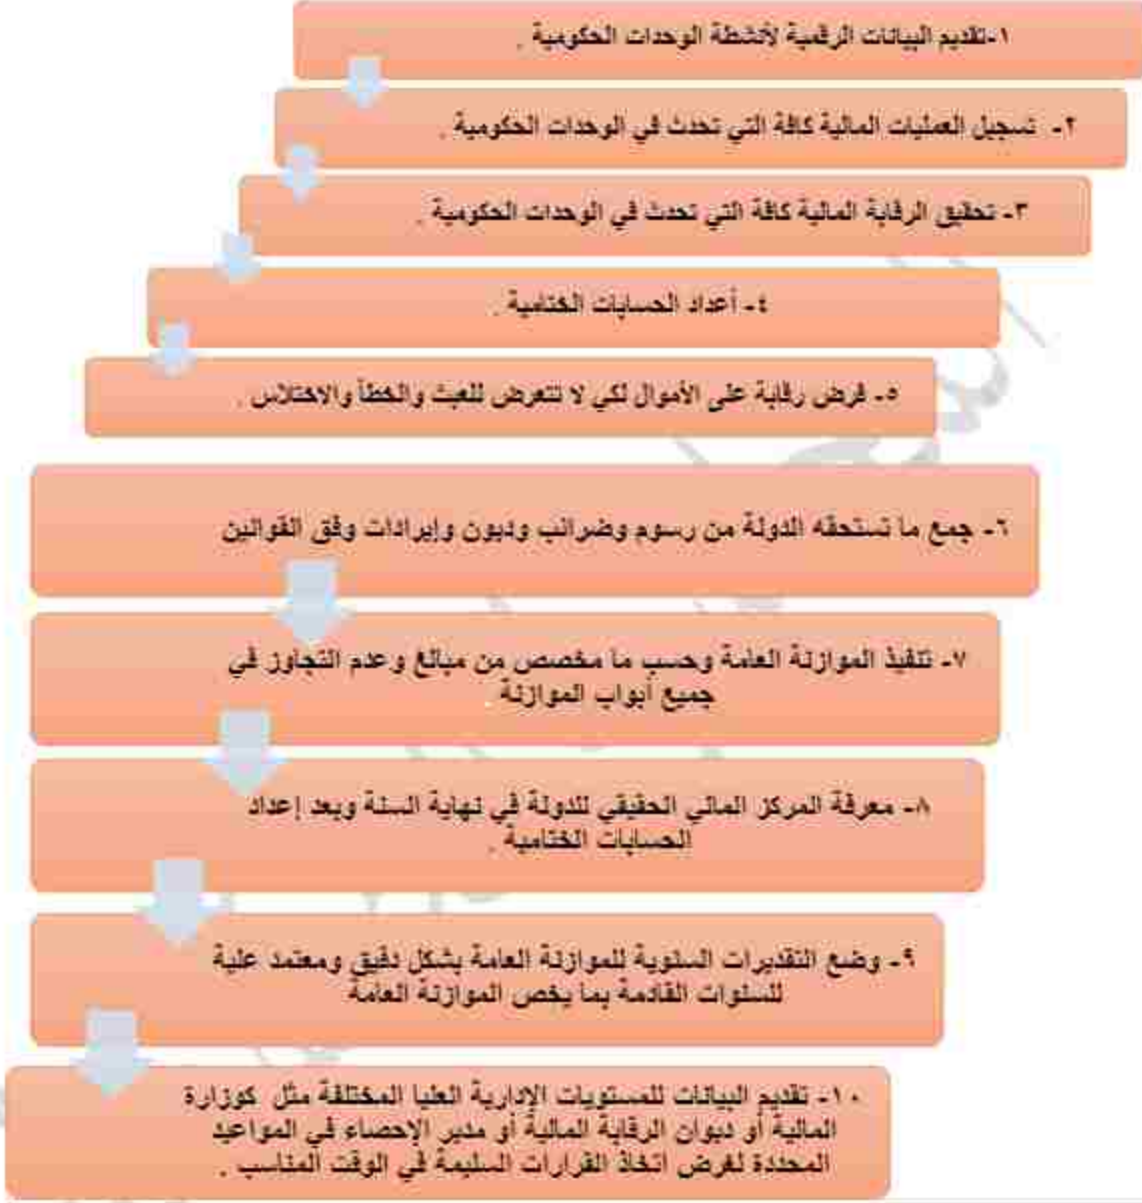 ١-تقديم البيانات الرقمية لأنشطة الوحدات الحكومية .
٢- تسجيل العمليات المالية كافة التي تحدث في الوحدات الحكومية .
٣- تحقيق الرقابة المالية كافة التي تحدث في الوحدات الحكومية .
٤- أعداد الحسابات الختامية .
٥- فرض رقابة على الأموال لكي لا تتعرض للعبث والخطأ والاختلاس .
٦- جمع ما تستحقه الدولة من رسوم وضرائب وديون وإيرادات وفق القوانين
٧- تنفيذ الموازنة العامة وحسب ما مخصص من مبالغ وعدم التجاوز في
جميع أبواب الموازنة .
٨- معرفة المركز المالي الحقيقي للدولة في نهاية السنة وبعد إعداد
الحسابات الختامية .
٩- وضع التقديرات السنوية للموازنة العامة بشكل دقيق ومعتمد علية
للسنوات القادمة بما يخص الموازنة العامة
١٠- تقديم البيانات للمستويات الإدارية العليا المختلفة مثل كوزارة
المالية أو ديوان الرقابة المالية أو مدير الإحصاء في المواعيد
المحددة لغرض اتخاذ القرارات السليمة في الوقت المناسب .